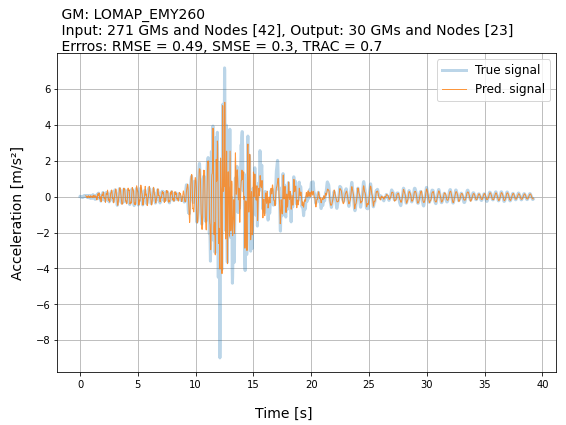 GM: LOMAP_EMY260
Input: 271 GMs and Nodes [42], Output: 30 GMs and Nodes [23]
Errros: RMSE = 0.49, SMSE = 0.3, TRAC = 0.7
True signal
Pred. signal
6
4
2
0
−2
−4
−6
−8
Acceleration [m/s²]
0 5 10 15 20 25 30 35 40
Time [s]